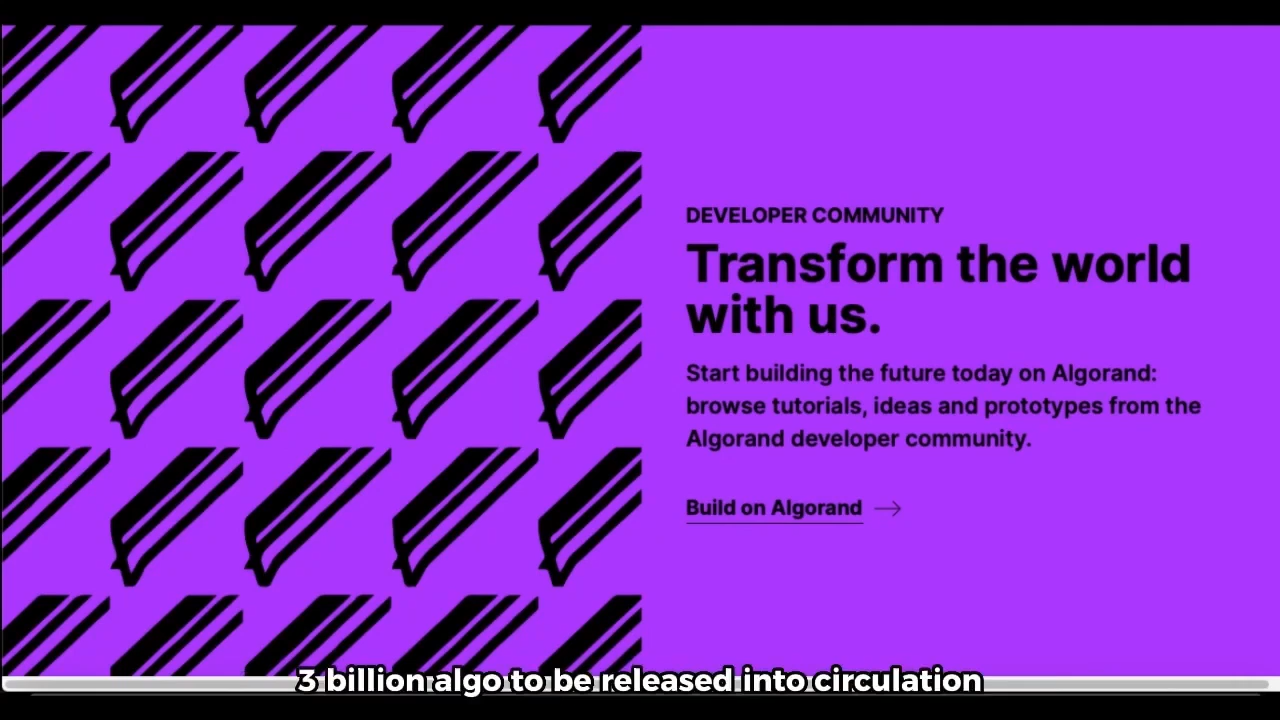 DEVELOPER COMMUNITY
Transform the world
with us.
Start building the future today on Algorand:
browse tutorials, ideas and prototypes from the
Algorand developer community.
Build on Algorand
3 billion algo to be released into circulation